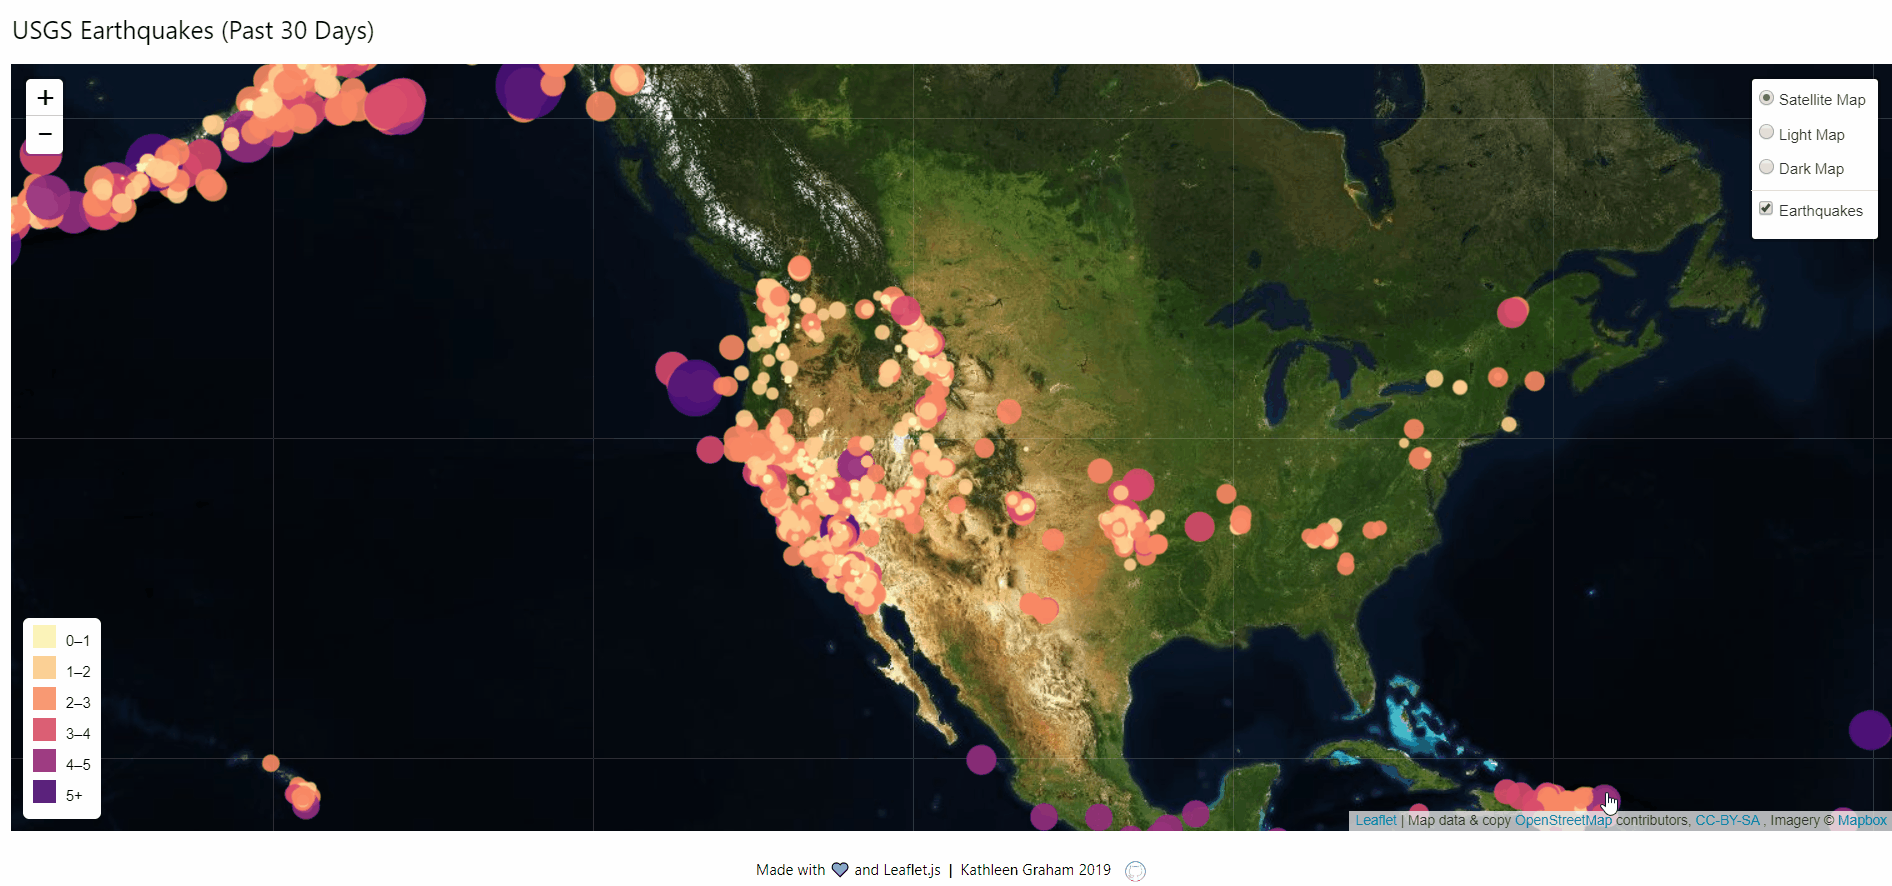 USGS Earthquakes (Past 30 Days)
+
−
Satellite Map
Light Map
Dark Map
Earthquakes
0–1
1–2
2–3
3–4
4–5
5+
Leaflet | Map data & copy OpenStreetMap contributors, CC-BY-SA , Imagery © Mapbox
Made with and Leaflet.js | Kathleen Graham 2019